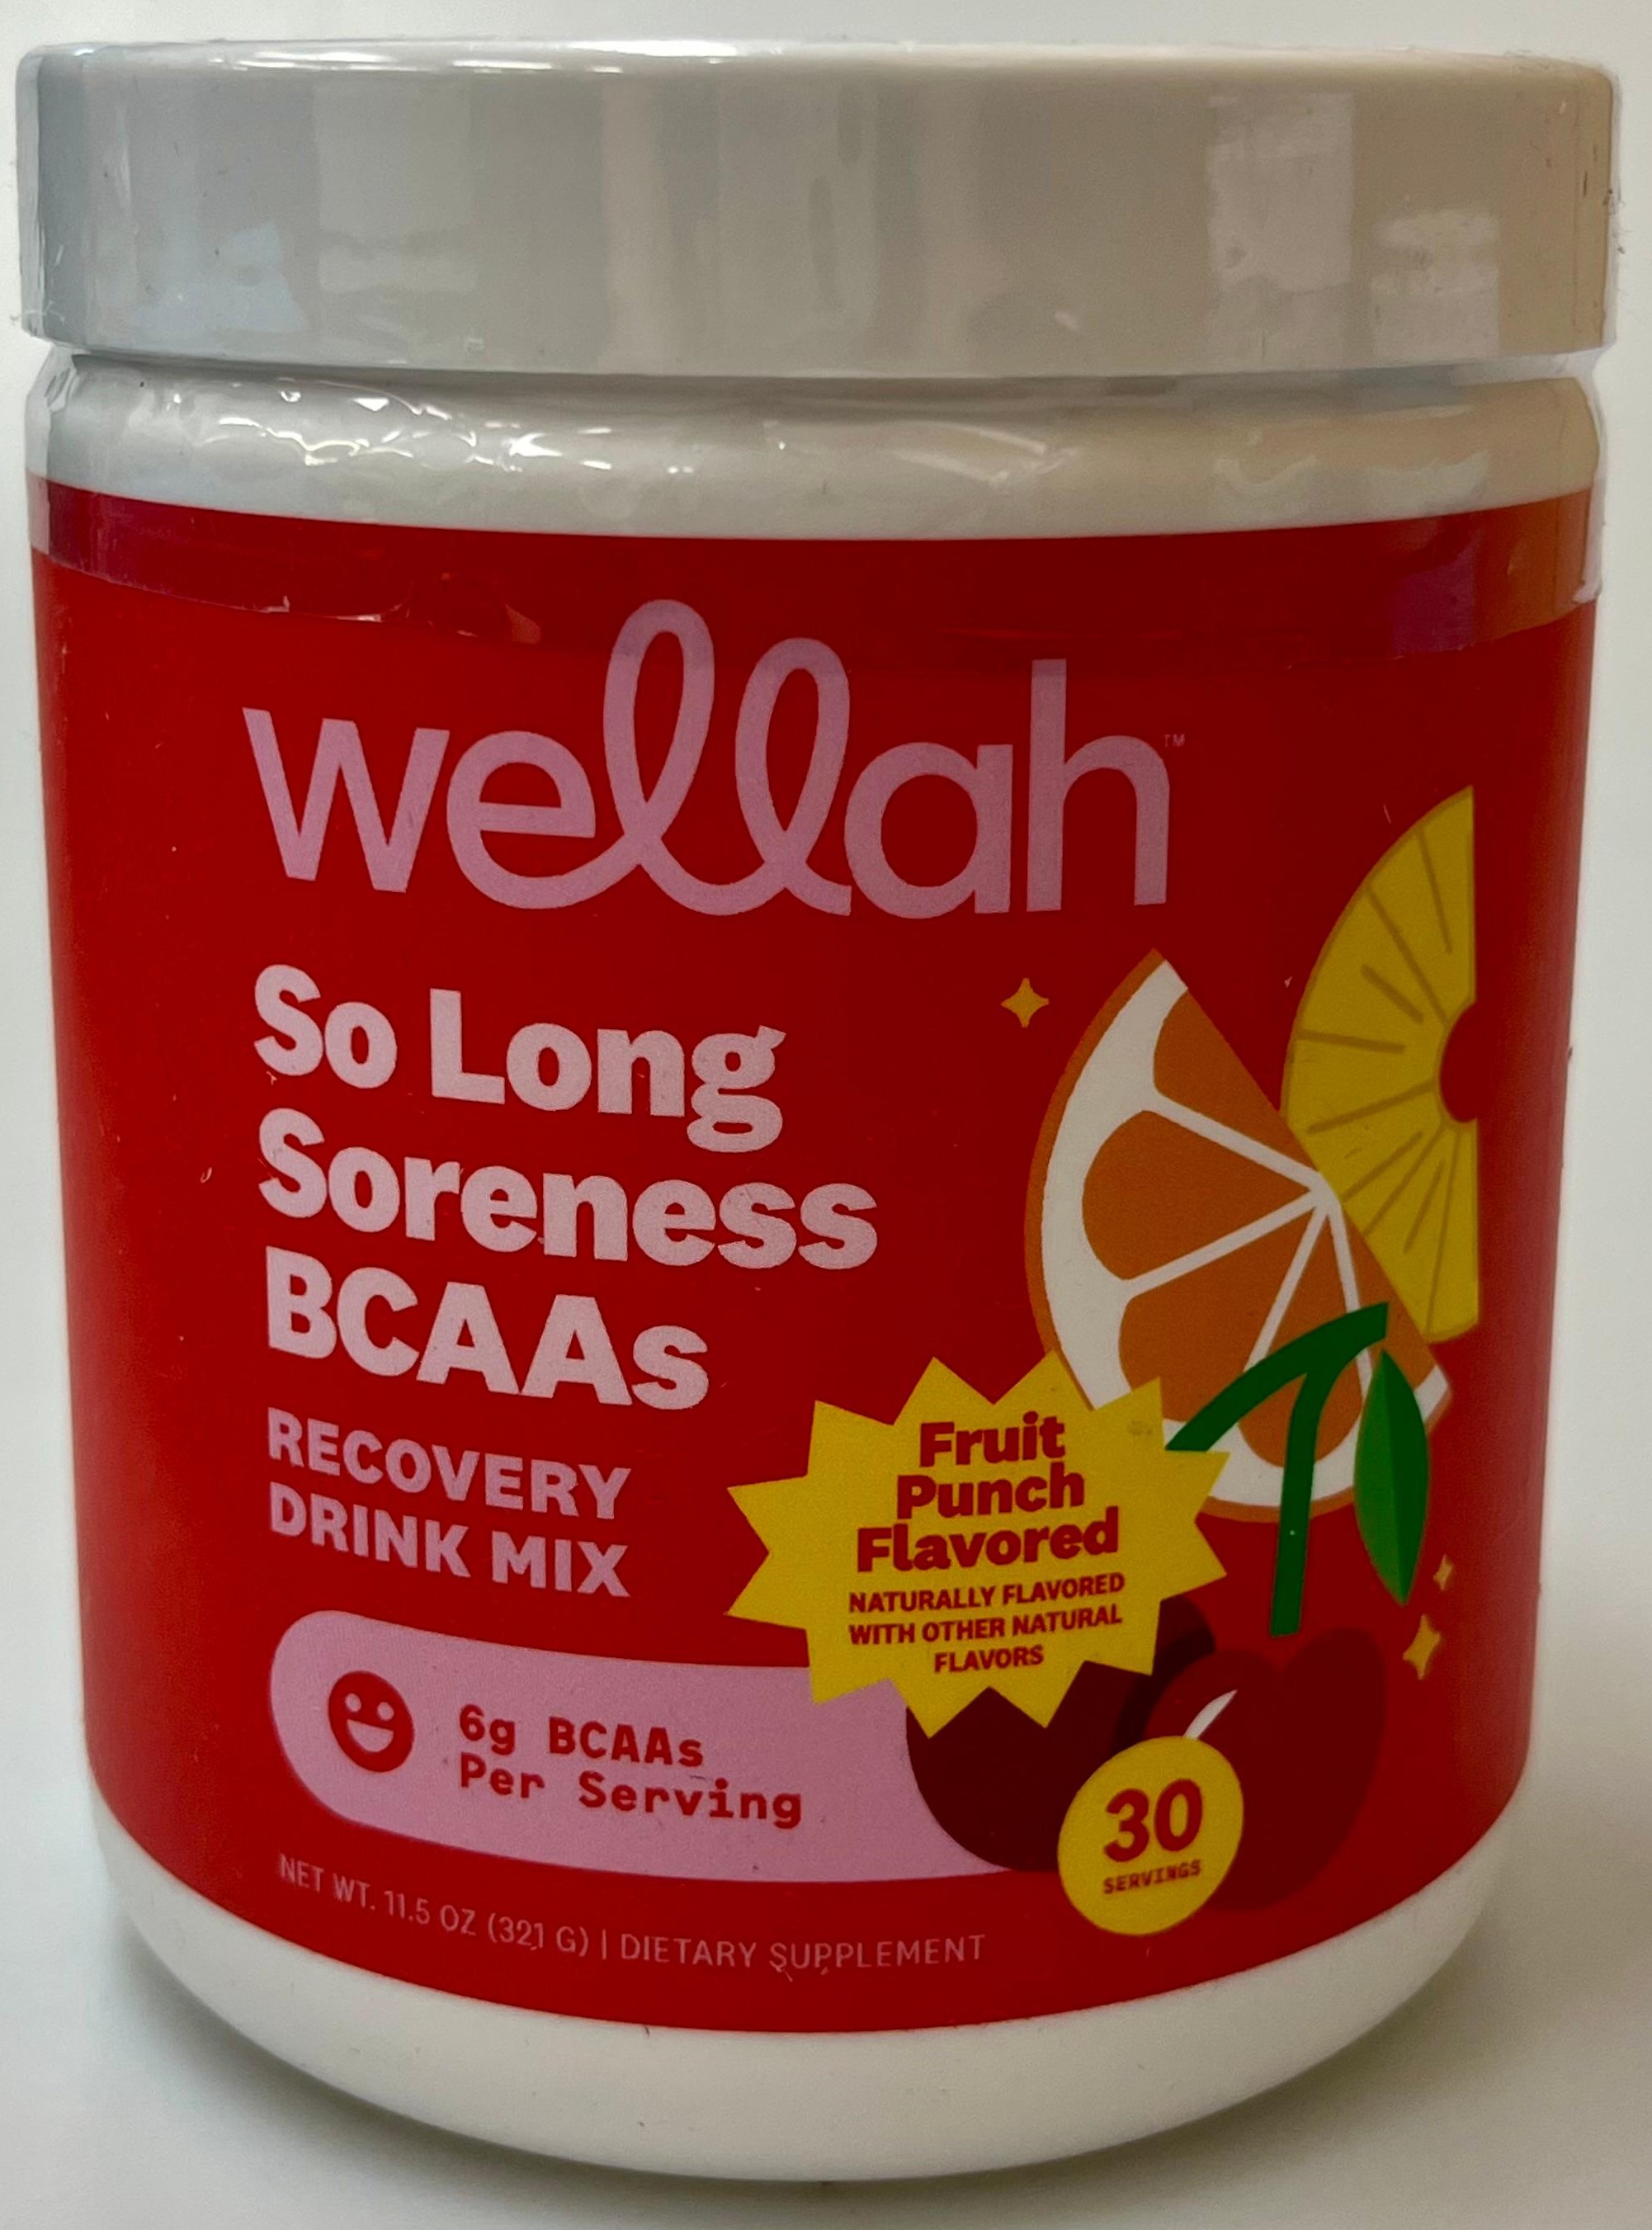 wellah™
So Long
Soreness
BCAAs
RECOVERY
DRINK MIX
Fruit
Punch
Flavored
NATURALLY FLAVORED
WITH OTHER NATURAL
FLAVORS
6g BCAAs
Per Serving
30
SERVINGS
NET WT. 11.5 OZ (321 G) | DIETARY SUPPLEMENT